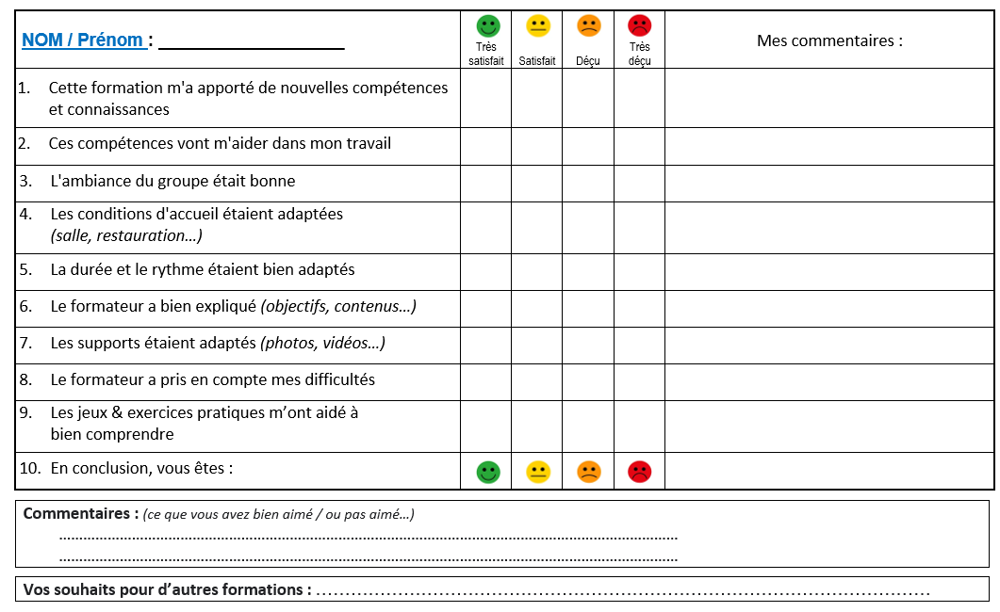 NOM / Prénom : ___________________
Très satisfait
Satisfait
Déçu
Très déçu
Mes commentaires :
1. Cette formation m'a apporté de nouvelles compétences
et connaissances
2. Ces compétences vont m'aider dans mon travail
3. L'ambiance du groupe était bonne
4. Les conditions d'accueil étaient adaptées
(salle, restauration...)
5. La durée et le rythme étaient bien adaptés
6. Le formateur a bien expliqué (objectifs, contenus...)
7. Les supports étaient adaptés (photos, vidéos...)
8. Le formateur a pris en compte mes difficultés
9. Les jeux & exercices pratiques m’ont aidé à
bien comprendre
10. En conclusion, vous êtes :
Commentaires : (ce que vous avez bien aimé / ou pas aimé...)
Vos souhaits pour d’autres formations : ........................................